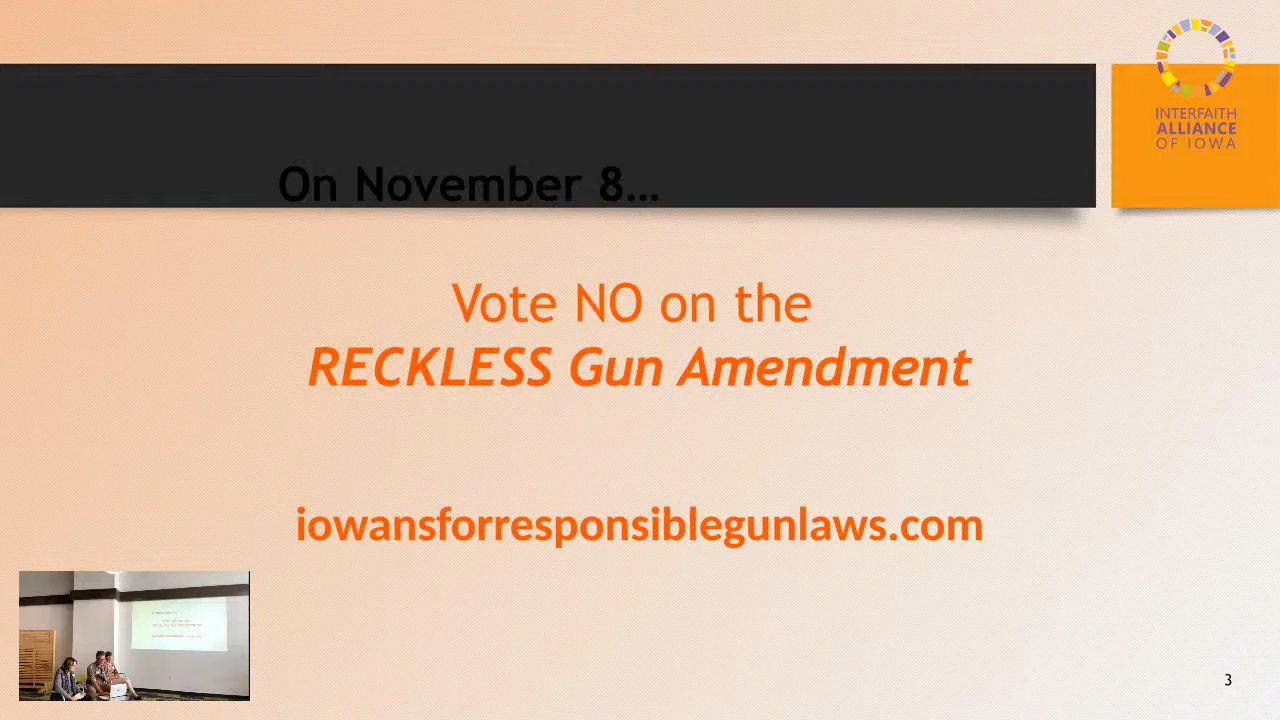 INTERFAITH
ALLIANCE
OF IOWA
On November 8…
Vote NO on the
RECKLESS Gun Amendment
iowansforresponsiblegunlaws.com
3